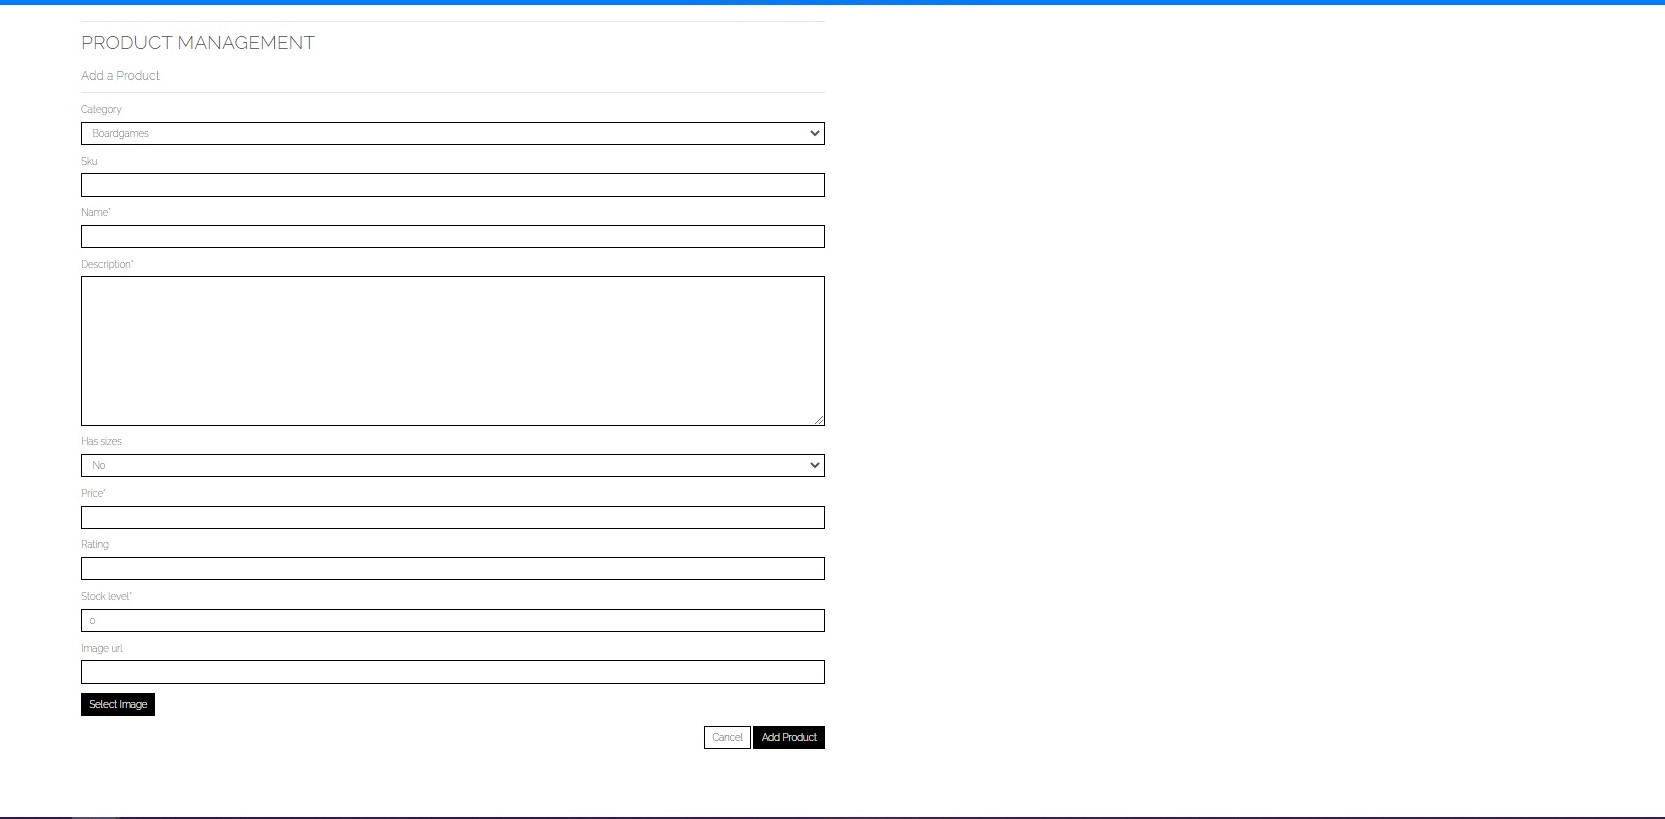 PRODUCT MANAGEMENT
Add a Product
Category
Boardgames
Sku
Name*
Description*
Has sizes
No
Price*
Rating
Stock level*
0
Image url
Select Image
Cancel Add Product